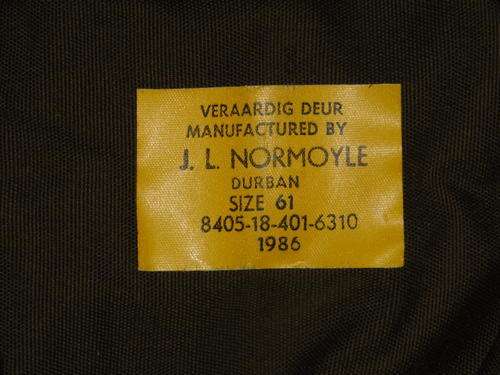 VERAARDIG DEUR
MANUFACTURED BY
J. L. NORMOYLE
DURBAN
SIZE 61
8405-18-401-6310
1986